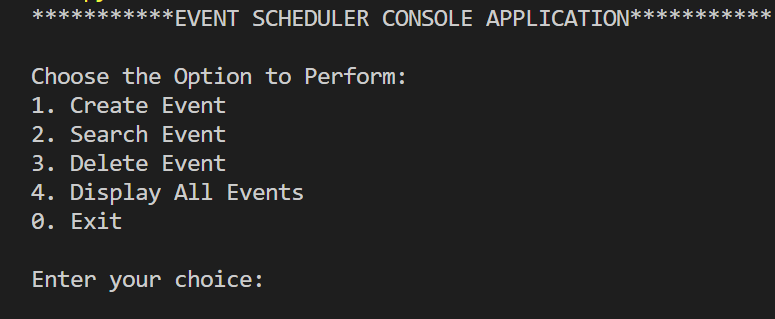 ***********EVENT SCHEDULER CONSOLE APPLICATION***********
Choose the Option to Perform:
1. Create Event
2. Search Event
3. Delete Event
4. Display All Events
0. Exit
Enter your choice: